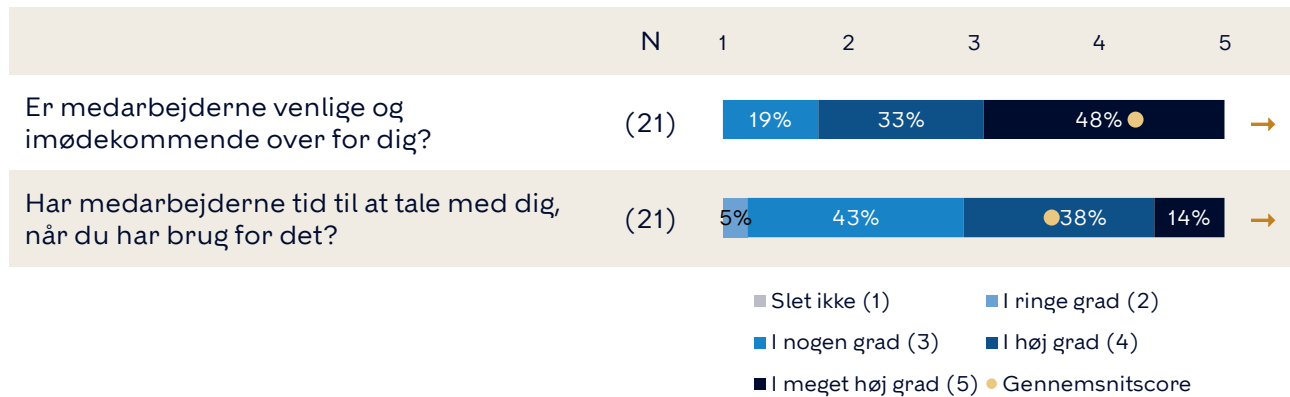 N 1 2 3 4 5
Er medarbejderne venlige og
imødekommende over for dig?
(21) 19% 33% 48%
Har medarbejderne tid til at tale med dig,
når du har brug for det?
(21) 5% 43% 38% 14%
Slet ikke (1) I ringe grad (2)
I nogen grad (3) I høj grad (4)
I meget høj grad (5) Gennemsnitscore